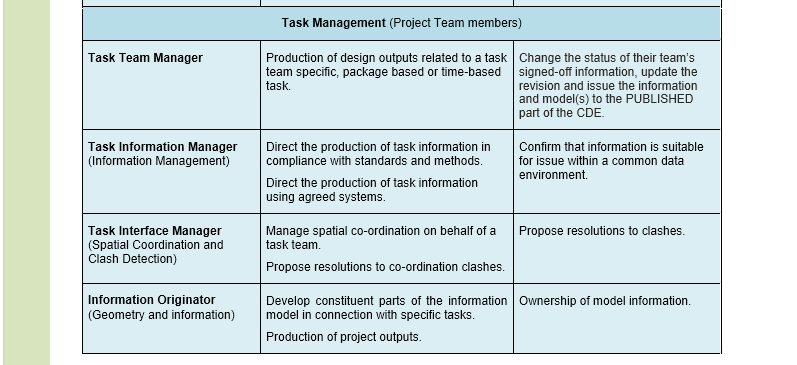 Task Management (Project Team members)
Task Team Manager
Production of design outputs related to a task
team specific, package based or time-based
task.
Change the status of their team's
signed-off information, update the
revision and issue the information
and model(s) to the PUBLISHED
part of the CDE.
Task Information Manager
(Information Management)
Direct the production of task information in
compliance with standards and methods.
Direct the production of task information
using agreed systems.
Confirm that information is suitable
for issue within a common data
environment.
Task Interface Manager
(Spatial Coordination and
Clash Detection)
Manage spatial co-ordination on behalf of a
task team.
Propose resolutions to co-ordination clashes.
Propose resolutions to clashes.
Information Originator
(Geometry and information)
Develop constituent parts of the information
model in connection with specific tasks.
Production of project outputs.
Ownership of model information.